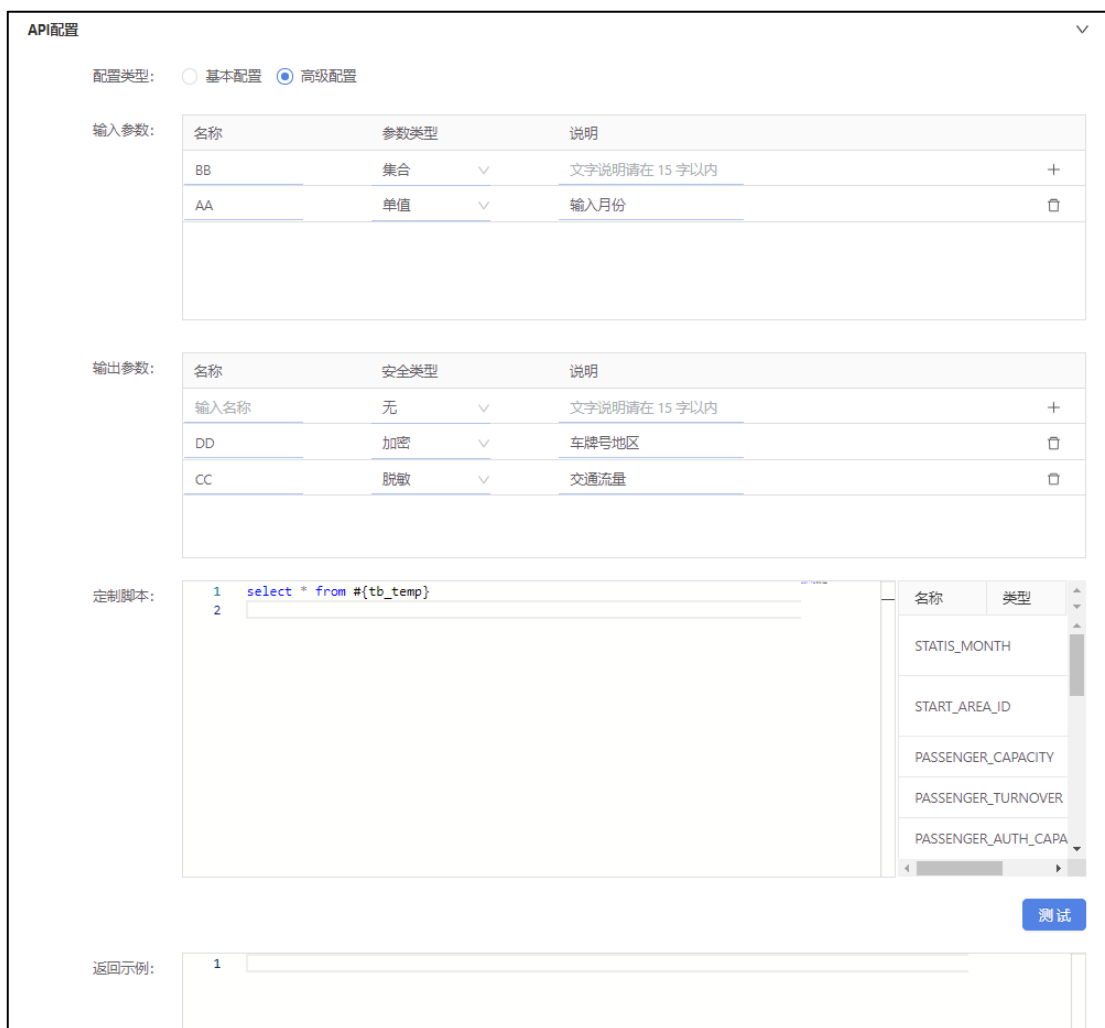 API配置
配置类型: 基本配置 高级配置
输入参数: 名称 参数类型 说明
BB 集合 文字说明请在 15 字以内
AA 单值 输入月份
输出参数: 名称 安全类型 说明
输入名称 无 文字说明请在 15 字以内
DD 加密 车牌号地区
CC 脱敏 交通流量
定制脚本: 1 select * from #{tb_temp} 名称 类型
2
STATIS_MONTH
START_AREA_ID
PASSENGER_CAPACITY
PASSENGER_TURNOVER
PASSENGER_AUTH_CAPA
测试
返回示例: 1